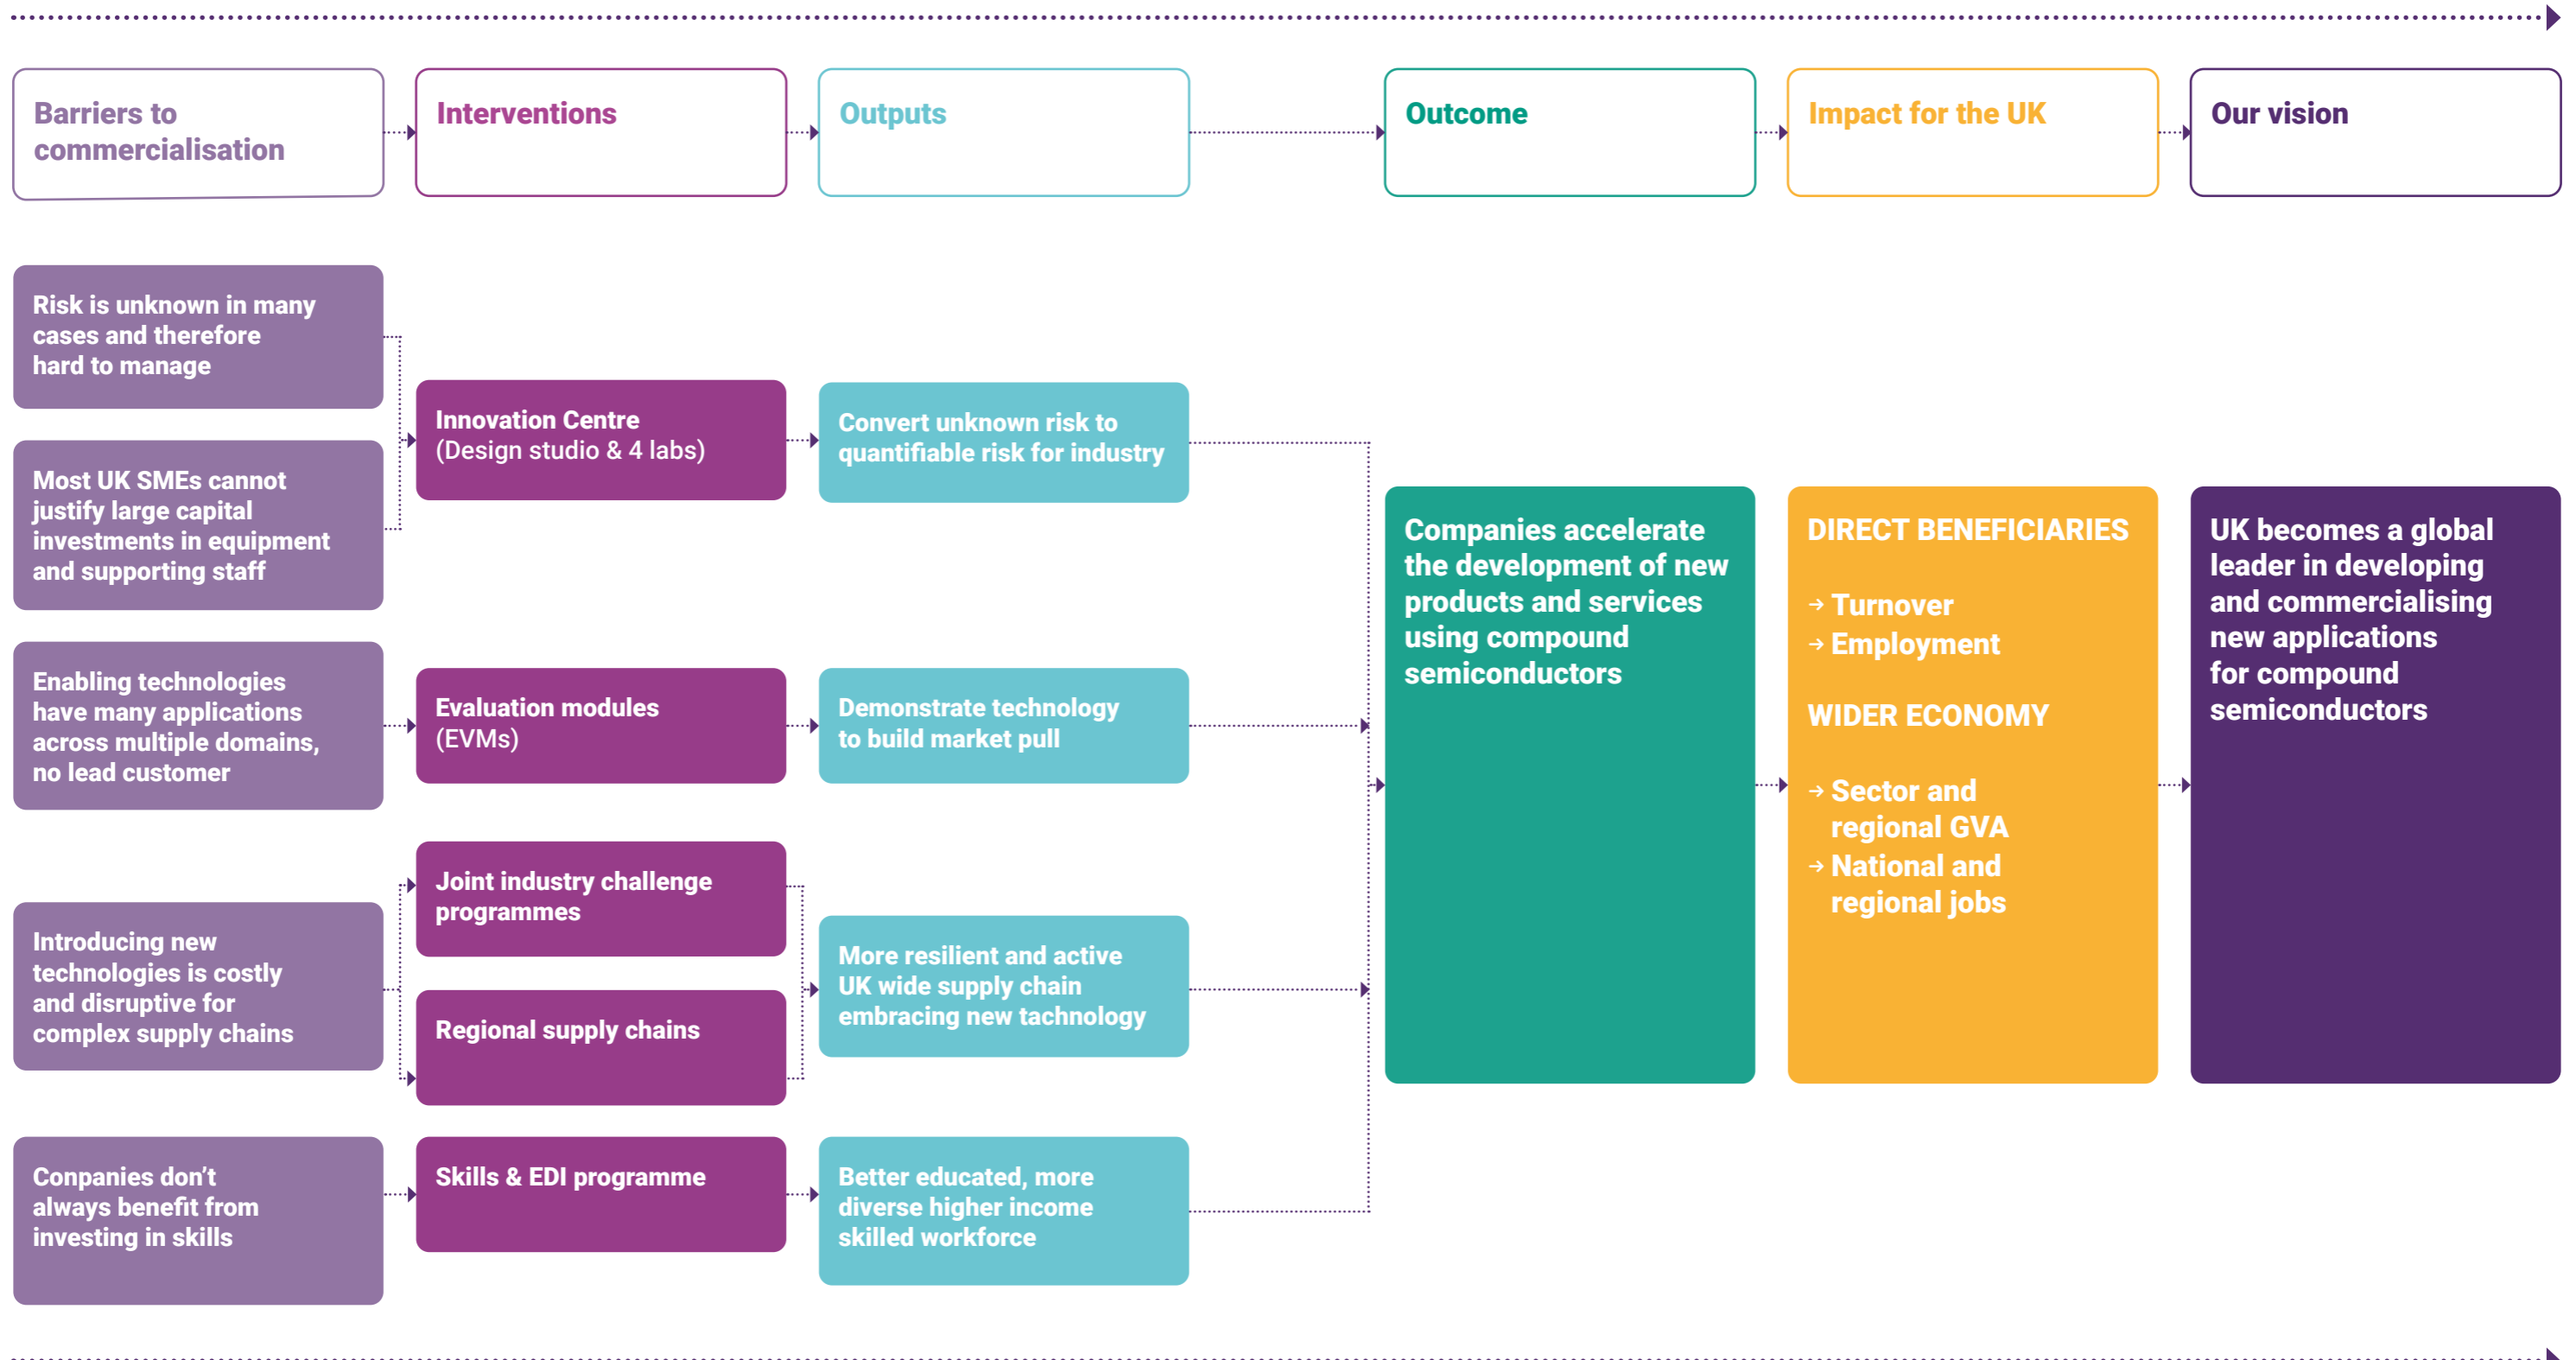 Barriers to
commercialisation
Interventions
Outputs
Outcome
Impact for the UK
Our vision
Risk is unknown in many
cases and therefore
hard to manage
Most UK SMEs cannot
justify large capital
investments in equipment
and supporting staff
Enabling technologies
have many applications
across multiple domains,
no lead customer
Introducing new
technologies is costly
and disruptive for
complex supply chains
Conpanies don’t
always benefit from
investing in skills
Innovation Centre
(Design studio & 4 labs)
Evaluation modules
(EVMs)
Joint industry challenge
programmes
Regional supply chains
Skills & EDI programme
Convert unknown risk to
quantifiable risk for industry
Demonstrate technology
to build market pull
More resilient and active
UK wide supply chain
embracing new tachnology
Better educated, more
diverse higher income
skilled workforce
Companies accelerate
the development of new
products and services
using compound
semiconductors
DIRECT BENEFICIARIES
→ Turnover
→ Employment
WIDER ECONOMY
→ Sector and
regional GVA
→ National and
regional jobs
UK becomes a global
leader in developing
and commercialising
new applications
for compound
semiconductors